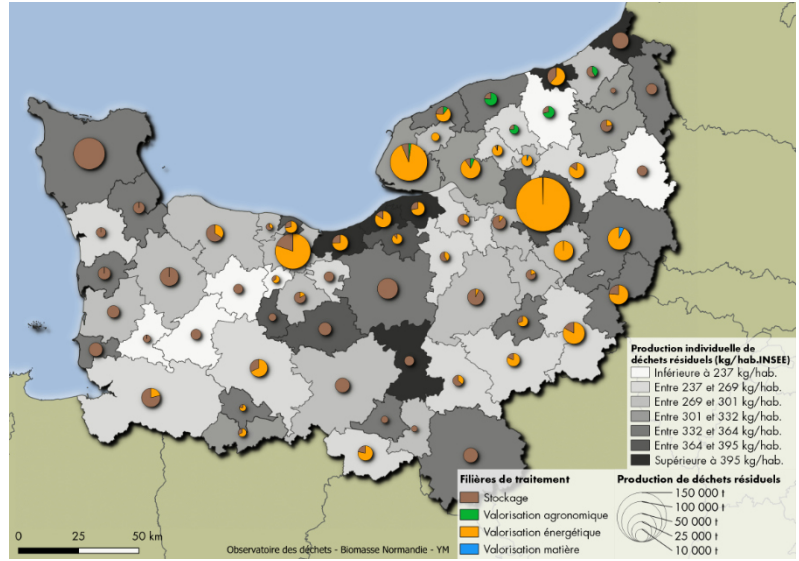 Production individuelle de
déchets résiduels (kg/hab.INSEE)
Inférieure à 237 kg/hab.
Entre 237 et 269 kg/hab.
Entre 269 et 301 kg/hab.
Entre 301 et 332 kg/hab.
Entre 332 et 364 kg/hab.
Entre 364 et 395 kg/hab.
Supérieure à 395 kg/hab.
Filières de traitement
Stockage
Valorisation agronomique
Valorisation énergétique
Valorisation matière
Production de déchets résiduels
150 000 t
100 000 t
50 000 t
25 000 t
10 000 t
0 25 50 km
Observatoire des déchets - Biomasse Normandie - YM